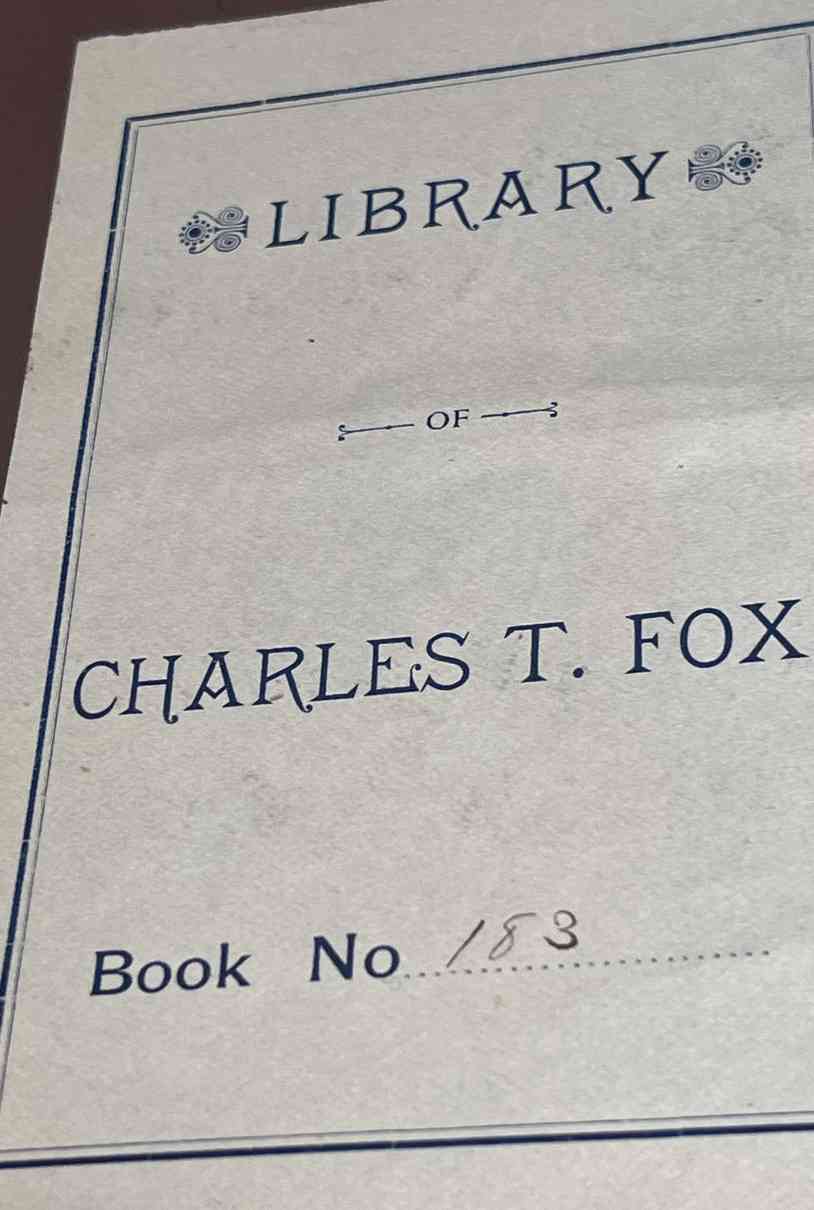 LIBRARY
OF
CHARLES T. FOX
Book No 183